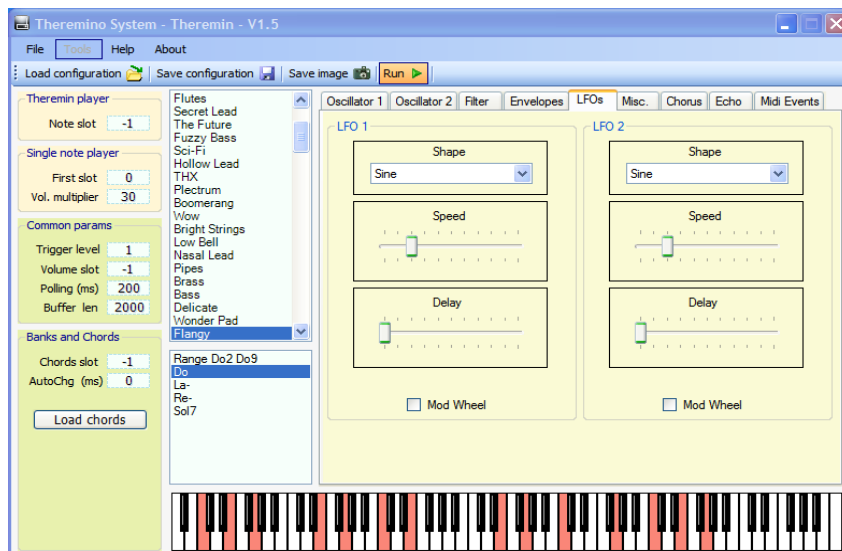 Theremino System - Theremin - V1.5
File Tools Help About
Load configuration Save configuration Save image Run
Theremin player
Note slot -1
Single note player
First slot 0
Vol. multiplier 30
Common params
Trigger level 1
Volume slot -1
Polling (ms) 200
Buffer len 2000
Banks and Chords
Chords slot -1
AutoChg (ms) 0
Load chords
Flutes
Secret Lead
The Future
Fuzzy Bass
Sci-Fi
Hollow Lead
THX
Plectrum
Boomerang
Wow
Bright Strings
Low Bell
Nasal Lead
Pipes
Brass
Bass
Delicate
Wonder Pad
Flangy
Range Do2 Do9
Do
La-
Re-
Sol7
Oscillator 1 Oscillator 2 Filter Envelopes LFOs Misc. Chorus Echo Midi Events
LFO 1
Shape
Sine
Speed
Delay
Mod Wheel
LFO 2
Shape
Sine
Speed
Delay
Mod Wheel